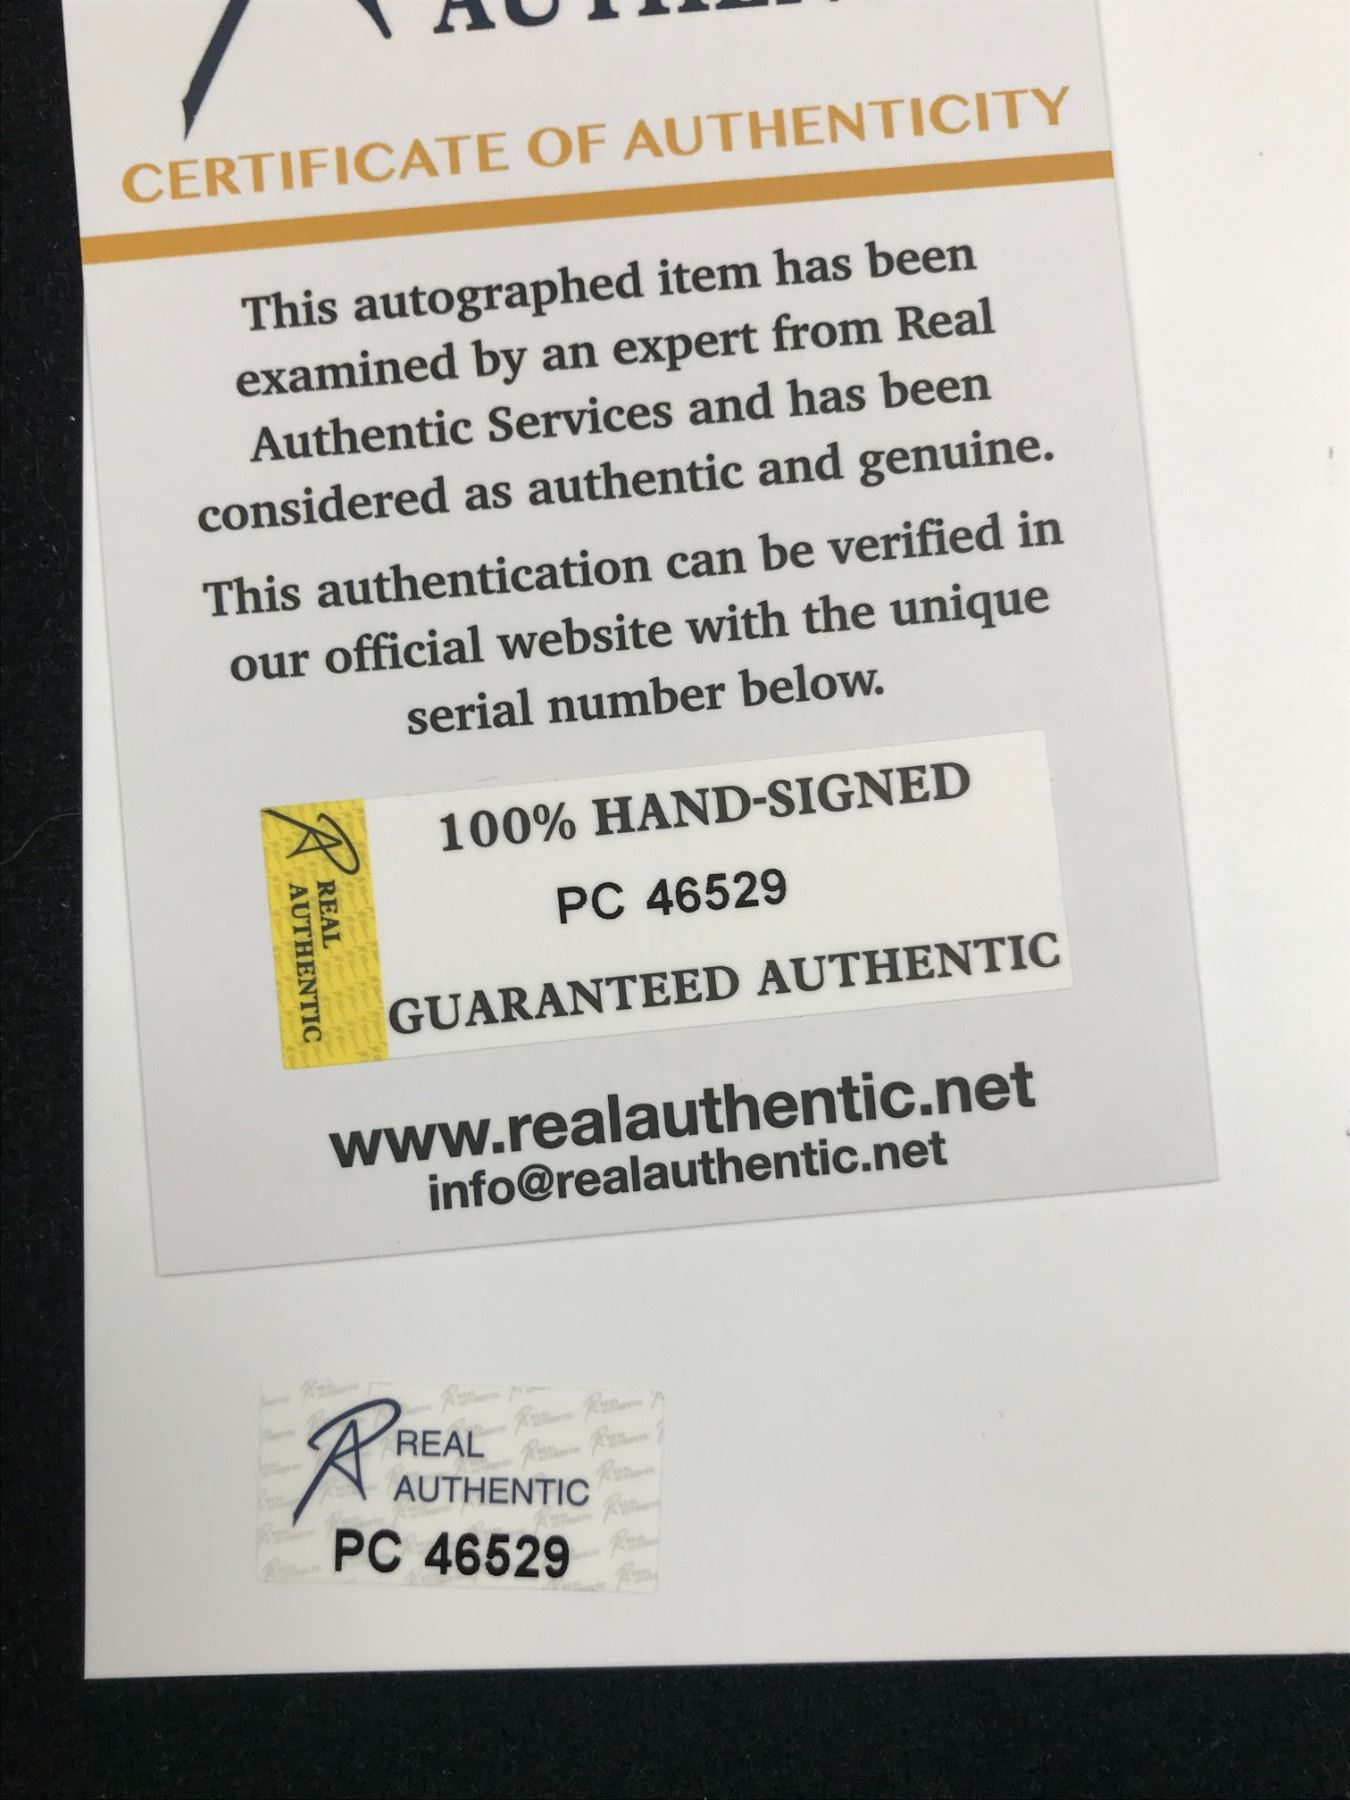 CERTIFICATE OF AUTHENTICITY
This autographed item has been
examined by an expert from Real
Authentic Services and has been
considered as authentic and genuine.
This authentication can be verified in
our official website with the unique
serial number below.
REAL
AUTHENTIC
100% HAND-SIGNED
PC 46529
GUARANTEED AUTHENTIC
www.realauthentic.net
info@realauthentic.net
REAL
AUTHENTIC
PC 46529